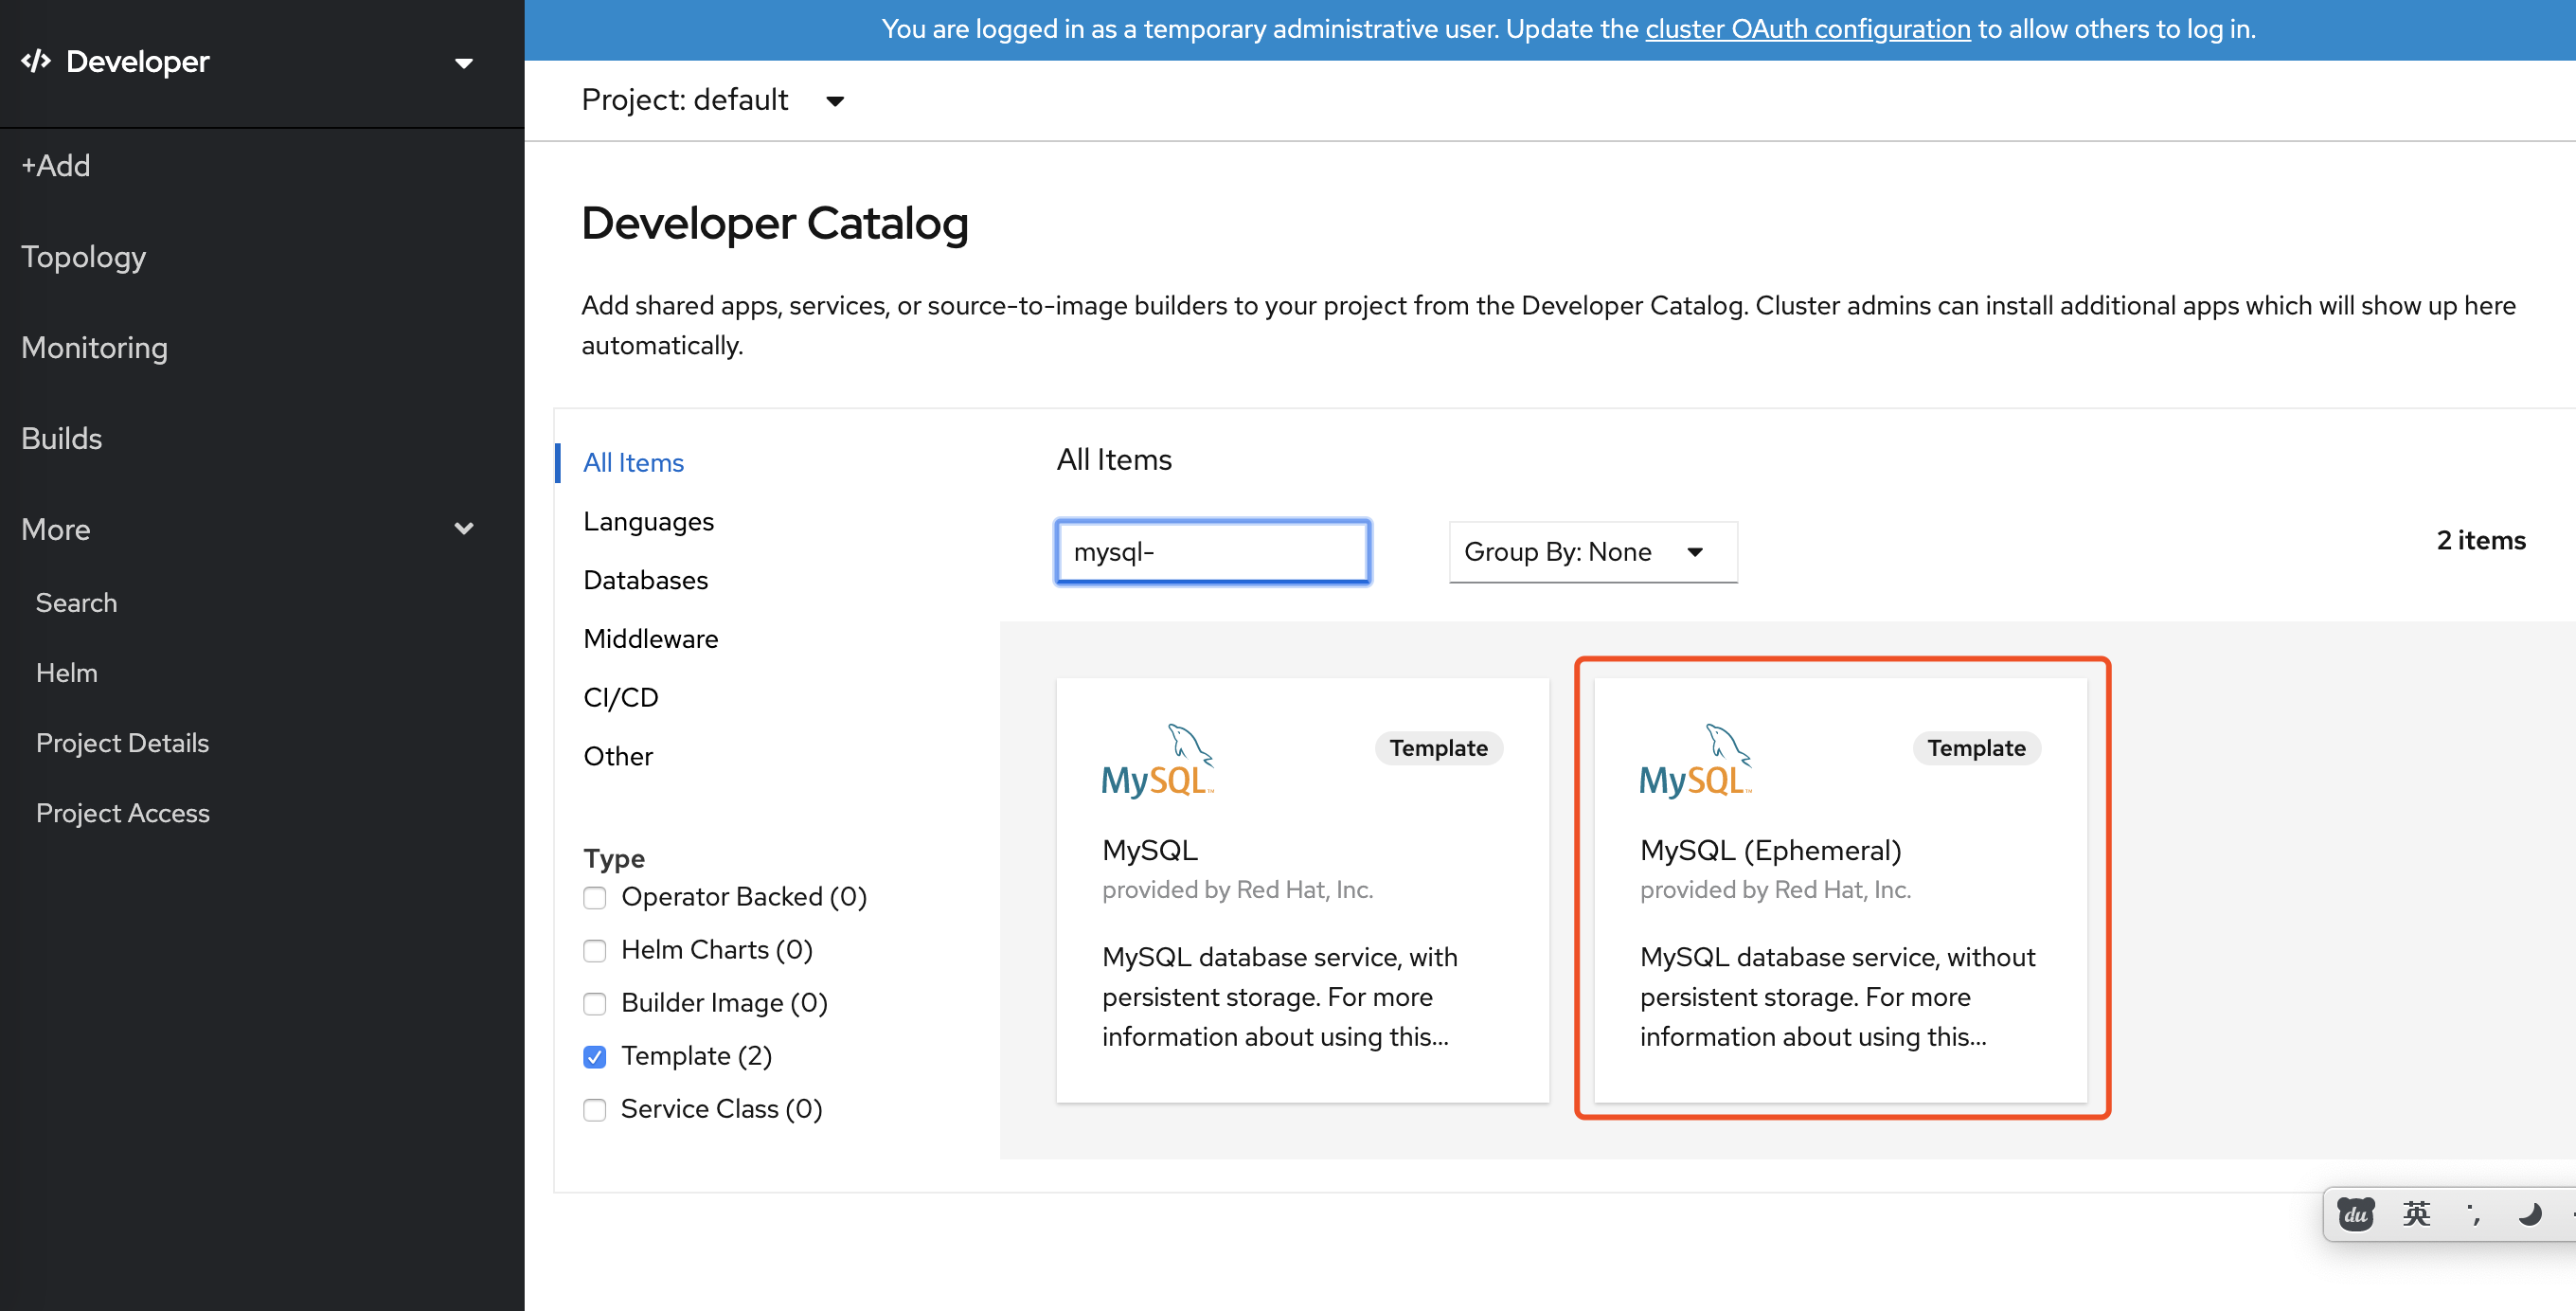 You are logged in as a temporary administrative user. Update the cluster OAuth configuration to allow others to log in.
Developer
+Add
Topology
Monitoring
Builds
More
Search
Helm
Project Details
Project Access
Project: default
Developer Catalog
Add shared apps, services, or source-to-image builders to your project from the Developer Catalog. Cluster admins can install additional apps which will show up here
automatically.
All Items
Languages
Databases
Middleware
CI/CD
Other
Type
Operator Backed (0)
Helm Charts (0)
Builder Image (0)
Template (2)
Service Class (0)
All Items
mysql-
Group By: None
2 items
MySQL
Template
MySQL
provided by Red Hat, Inc.
MySQL database service, with
persistent storage. For more
information about using this...
MySQL
Template
MySQL (Ephemeral)
provided by Red Hat, Inc.
MySQL database service, without
persistent storage. For more
information about using this...
du 英